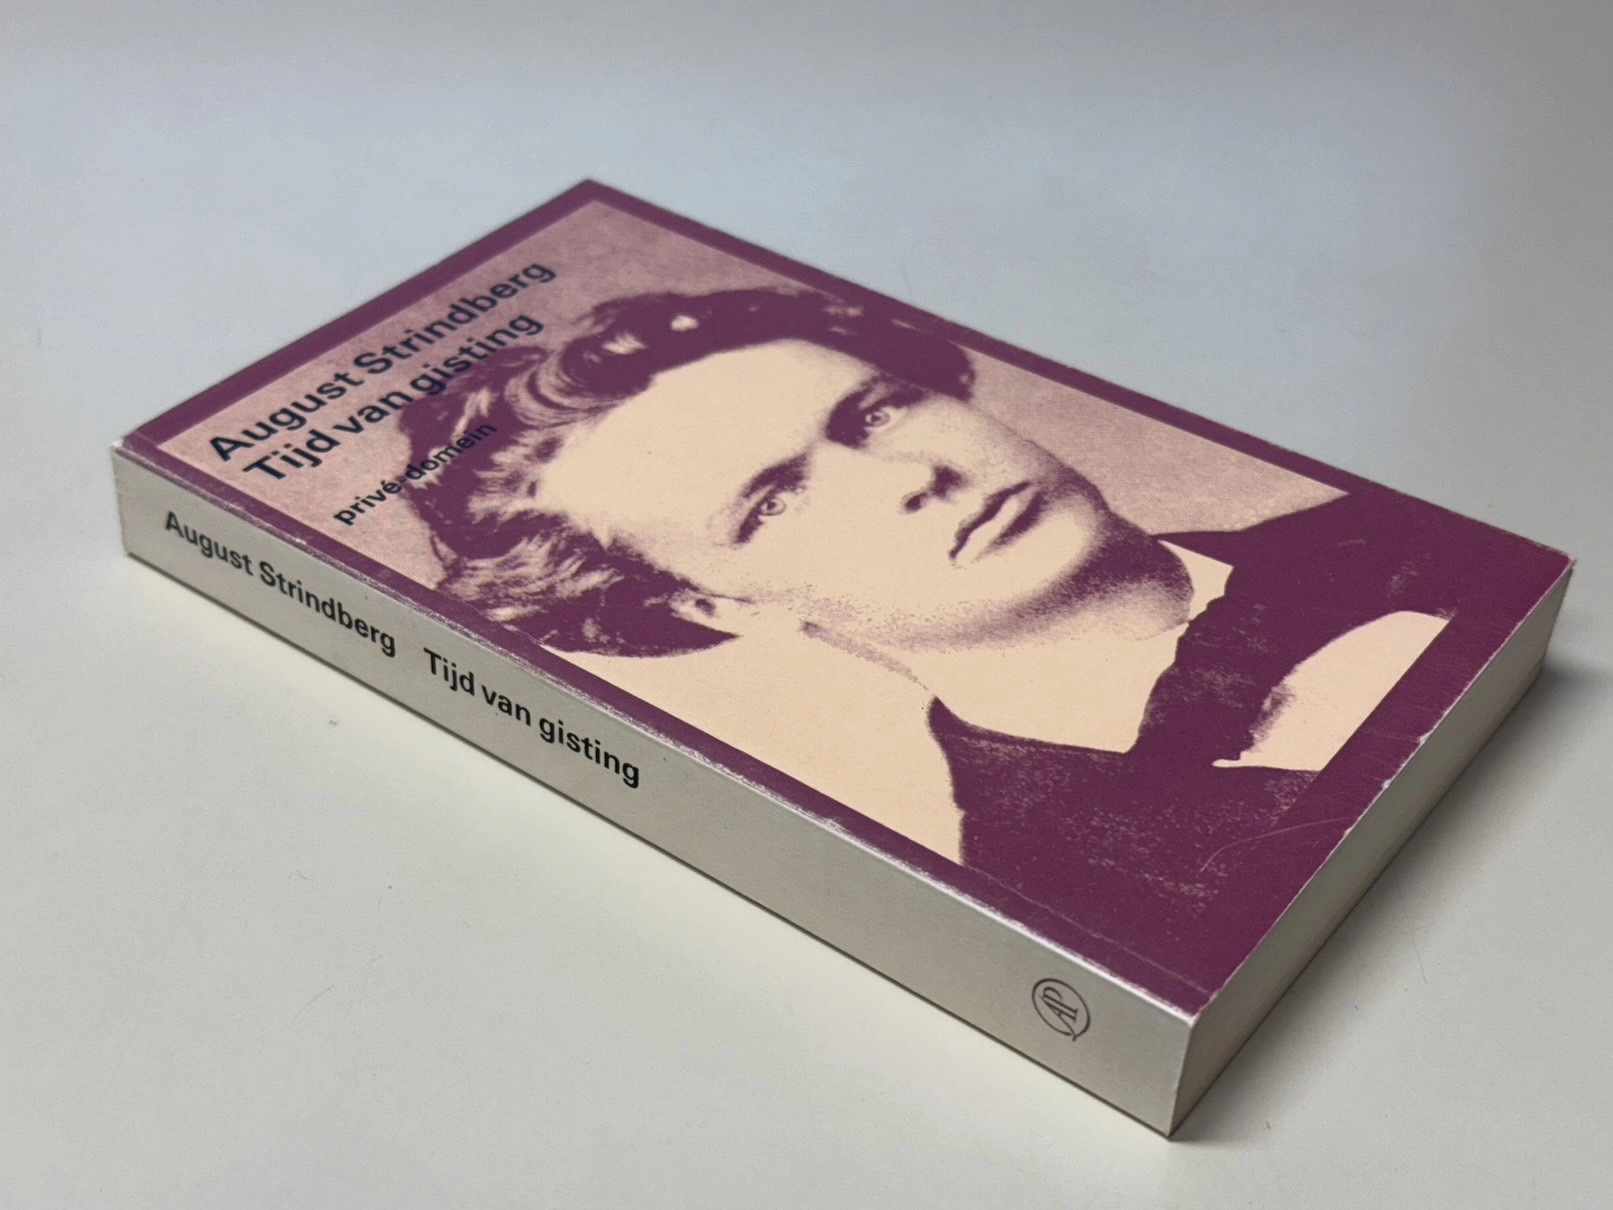 August Strindberg
Tijd van gisting
privé-domein
August Strindberg Tijd van gisting
AP